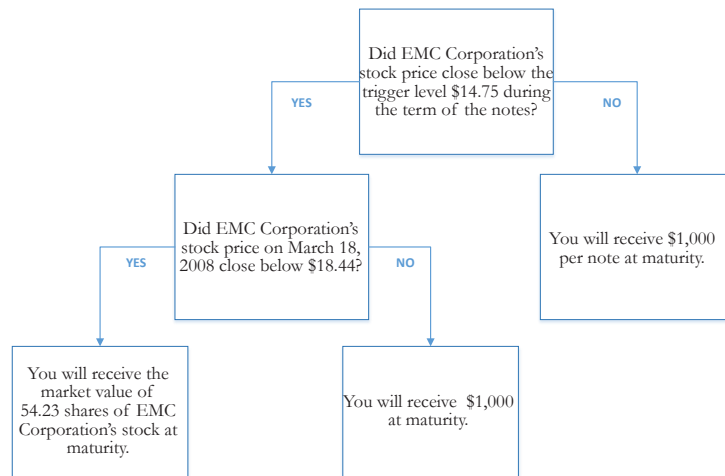 Did EMC Corporation's
stock price close below the
trigger level $14.75 during
the term of the notes?
YES
NO
Did EMC Corporation's
stock price on March 18,
2008 close below $18.44?
You will receive $1,000
per note at maturity.
YES
NO
You will receive the
market value of
54.23 shares of EMC
Corporation's stock at
maturity.
You will receive $1,000
at maturity.